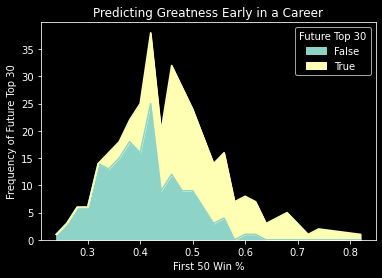 Predicting Greatness Early in a Career
Future Top 30
False
True
Frequency of Future Top 30
35
30
25
20
15
10
5
0
0.3
0.4
0.5
0.6
0.7
0.8
First 50 Win %